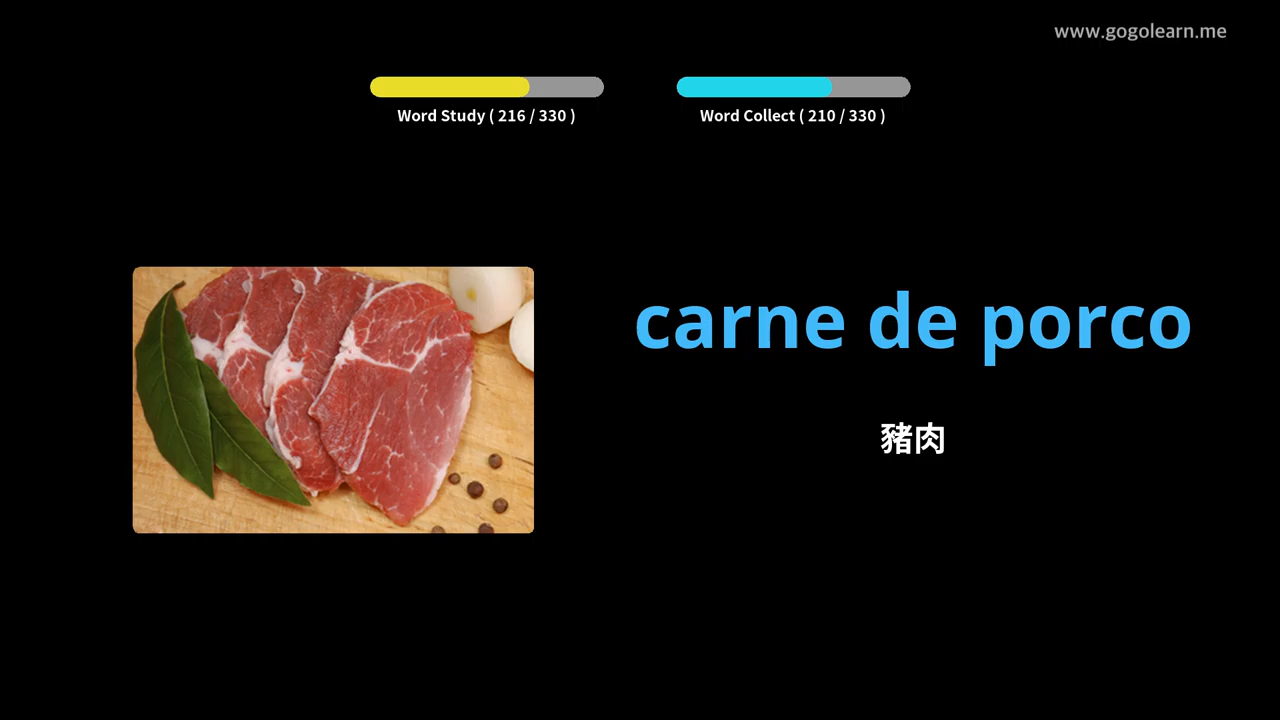 www.gogolearn.me
Word Study ( 216 / 330 )
Word Collect ( 210 / 330 )
carne de porco
豬肉